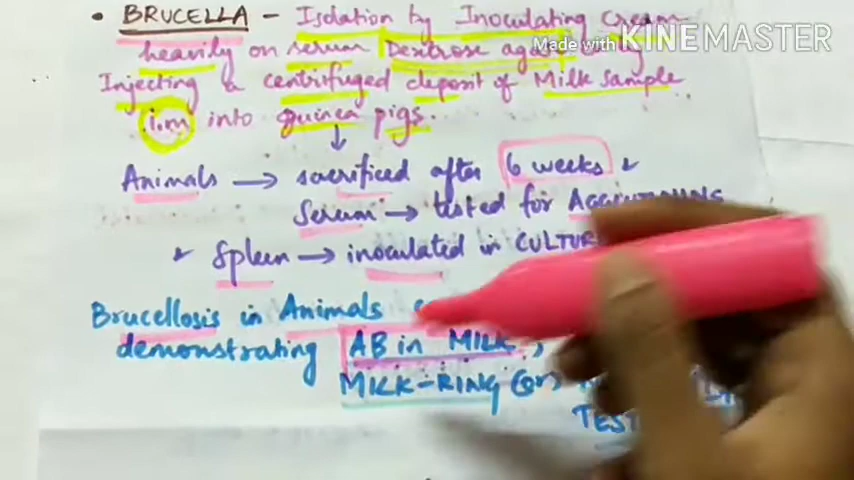 • BRUCELLA - Isolation by Inoculating cream
heavily on serum Dextrose agar
Made with KINEMASTER
Injecting a centrifuged deposit of Milk sample
i.m into guinea pigs.
↓
Animals → sacrificed after 6 weeks
Serum → tested for
Spleen → inoculated in
Brucellosis in Animals
demonstrating AB in MILK,
MILK-RING (or)